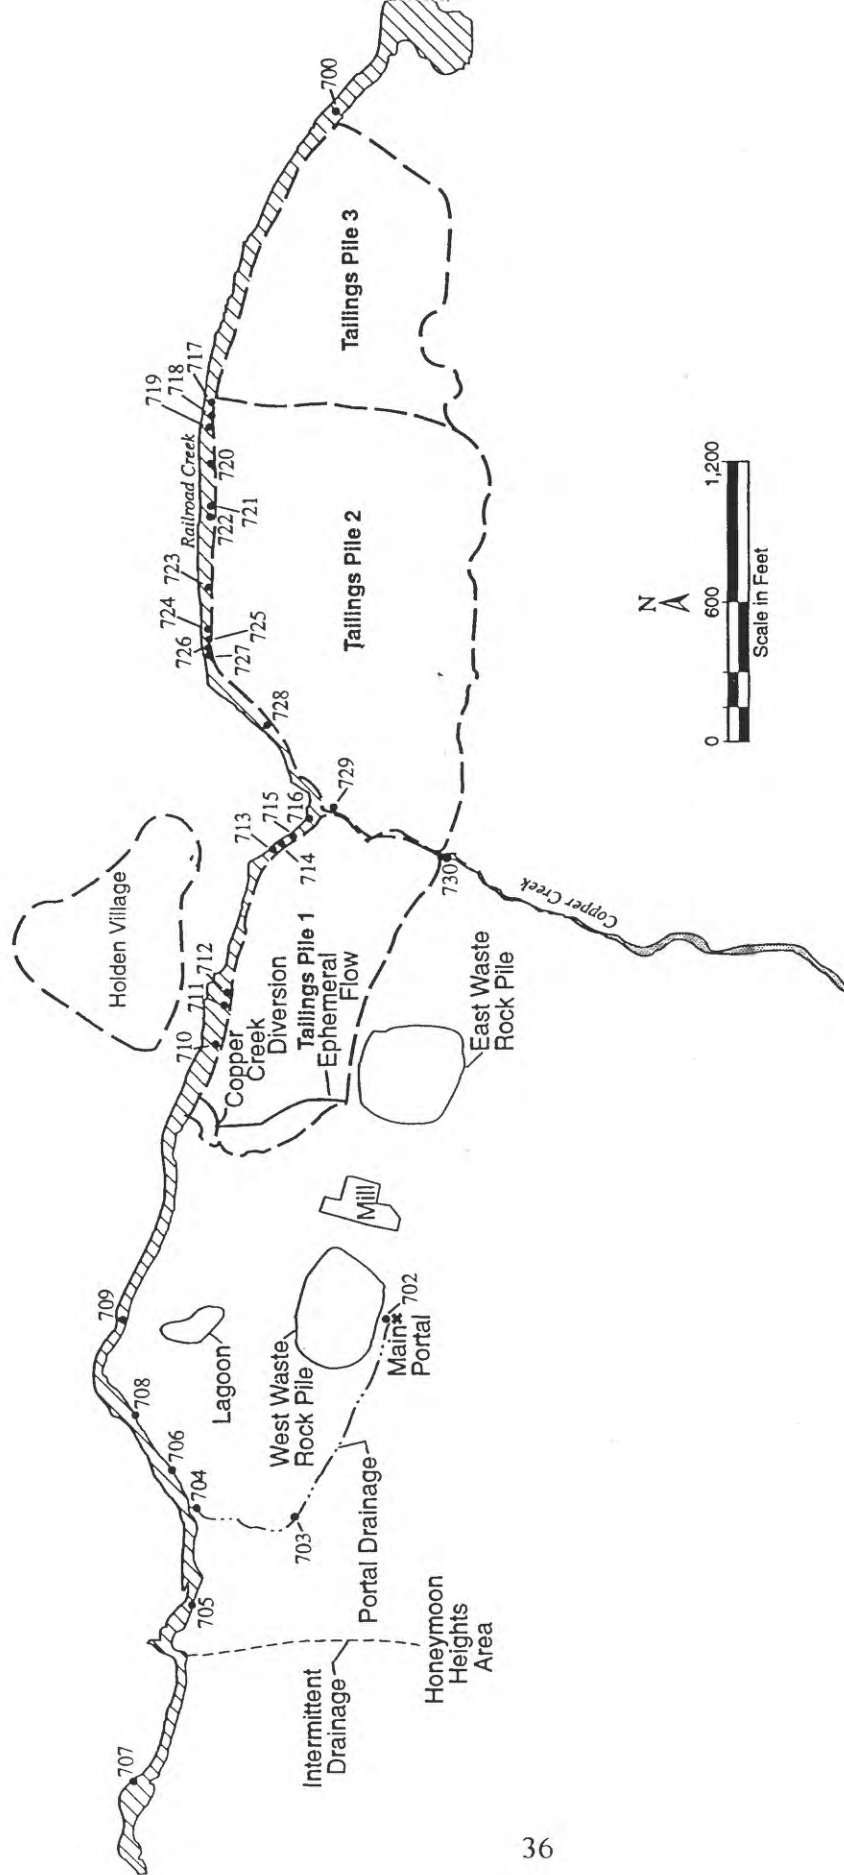 707
705
704
706
708
709
703
702
Main
Portal
Mill
Lagoon
West Waste
Rock Pile
Portal Drainage
Intermittent
Drainage
Honeymoon
Heights
Area
Holden Village
710
711
712
Copper
Creek
Diversion
Tailings Pile 1
Ephemeral
Flow
East Waste
Rock Pile
713
715
716
714
729
730
Copper Creek
728
726
724
723
727
725
722
721
720
Railroad Creek
719
718
717
Tailings Pile 2
Tailings Pile 3
700
N
0
600
1,200
Scale in Feet
36